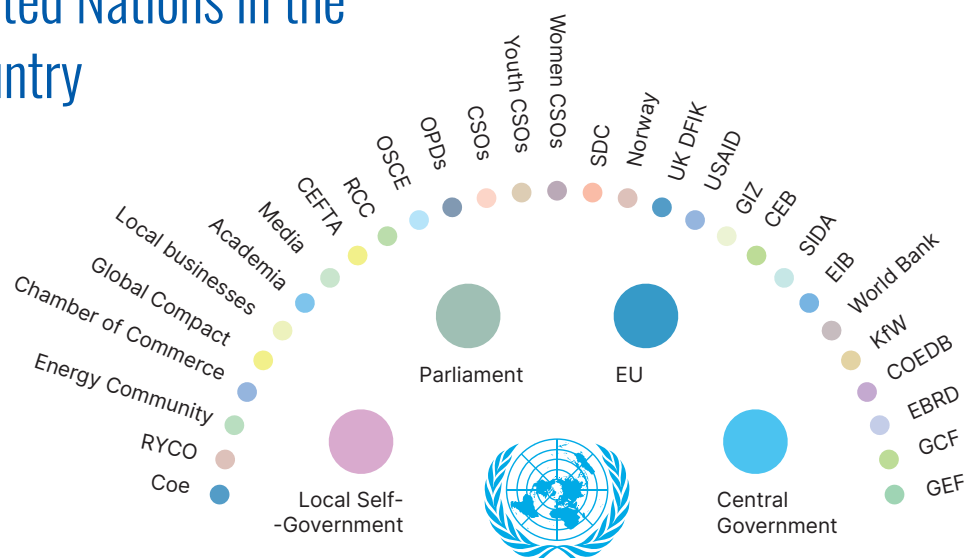 ted Nations in the
untry
Coe
RYCO
Energy Community
Chamber of Commerce
Global Compact
Local businesses
Academia
Media
CEFTA
RCC
OSCE
OPDs
CSOs
Youth CSOs
Women CSOs
SDC
Norway
UK DFIK
USAID
GIZ
CEB
SIDA
EIB
World Bank
KfW
COEDB
EBRD
GCF
GEF
Parliament
EU
Local Self-
-Government
Central
Government